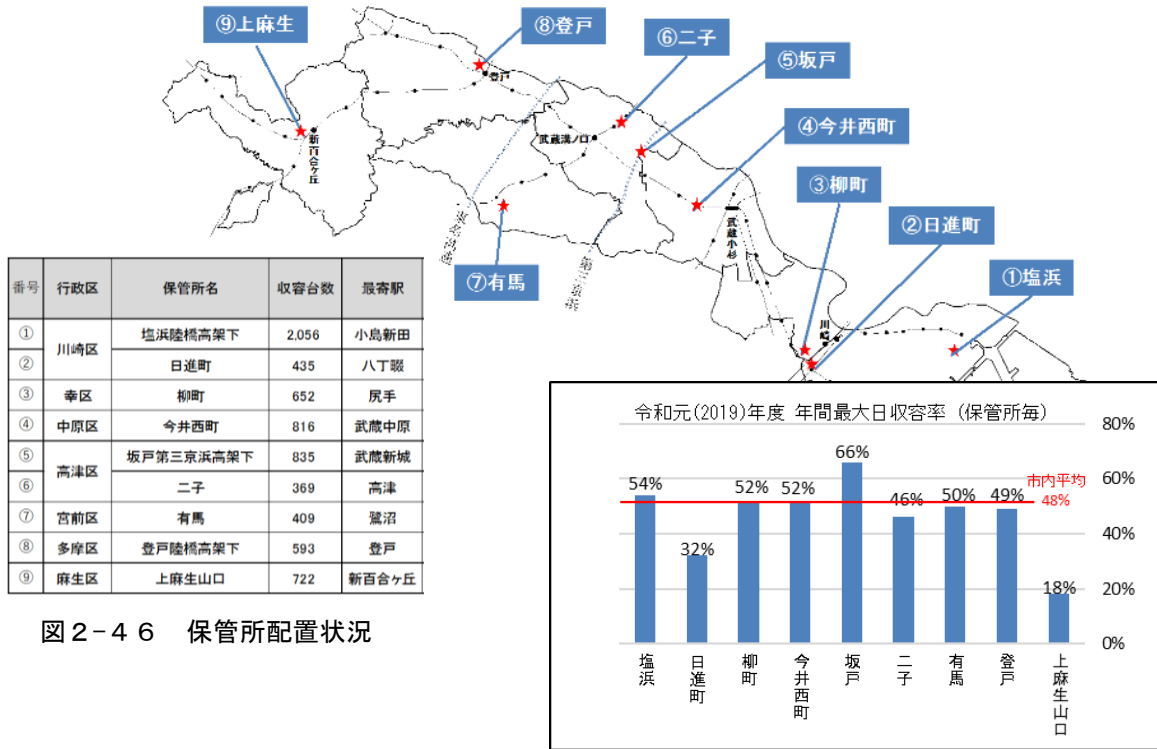 ⑨上麻生
⑧登戸
⑥二子
⑤坂戸
④今井西町
③柳町
②日進町
①塩浜
⑦有馬
登戸
新百合ヶ丘
武蔵溝ノ口
武蔵小杉
川崎
東名高速
第三京浜
番号 行政区 保管所名 収容台数 最寄駅
① 川崎区 塩浜陸橋高架下 2,056 小島新田
② 日進町 435 八丁畷
③ 幸区 柳町 652 尻手
④ 中原区 今井西町 816 武蔵中原
⑤ 高津区 坂戸第三京浜高架下 835 武蔵新城
⑥ 二子 369 高津
⑦ 宮前区 有馬 409 鷺沼
⑧ 多摩区 登戸陸橋高架下 593 登戸
⑨ 麻生区 上麻生山口 722 新百合ヶ丘
図2-46 保管所配置状況
令和元(2019)年度 年間最大日収容率 (保管所毎)
80%
60%
40%
20%
0%
54%
32%
52%
52%
66%
46%
50%
49%
18%
市内平均
48%
塩浜
日進町
柳町
今井西町
坂戸
二子
有馬
登戸
上麻生山口